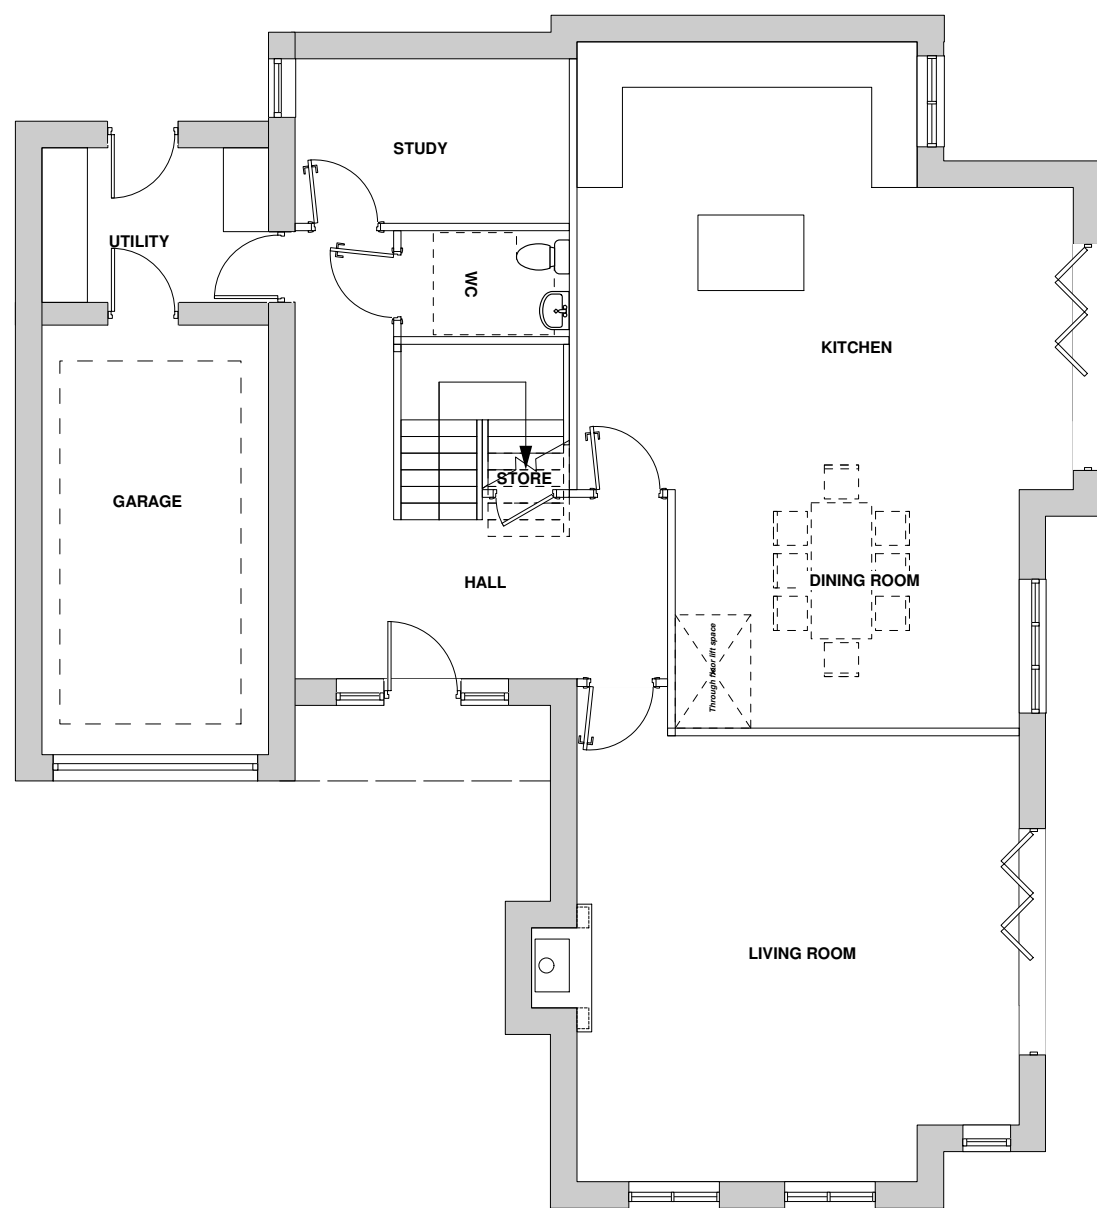 STUDY
UTILITY
WC
KITCHEN
STORE
GARAGE
HALL
DINING ROOM
Through floor lift space
LIVING ROOM